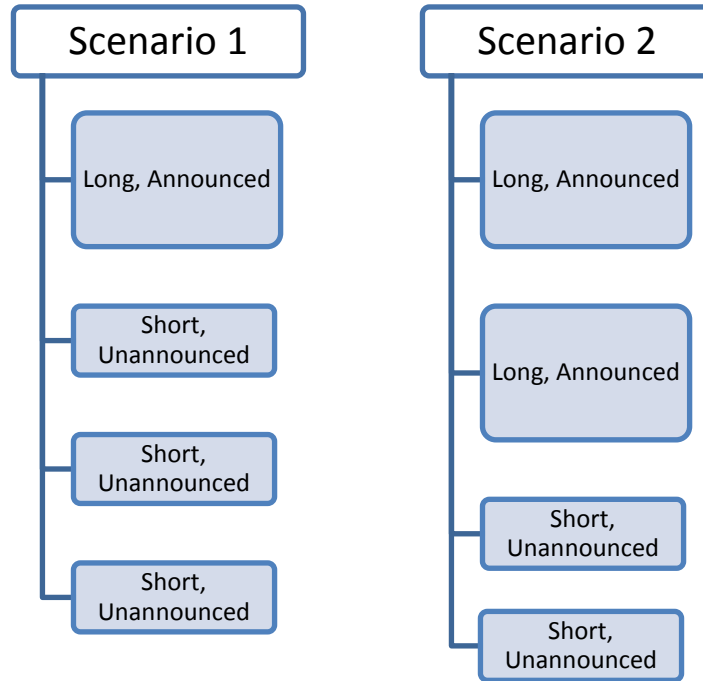 Scenario 1
Long, Announced
Short,
Unannounced
Short,
Unannounced
Short,
Unannounced
Scenario 2
Long, Announced
Long, Announced
Short,
Unannounced
Short,
Unannounced